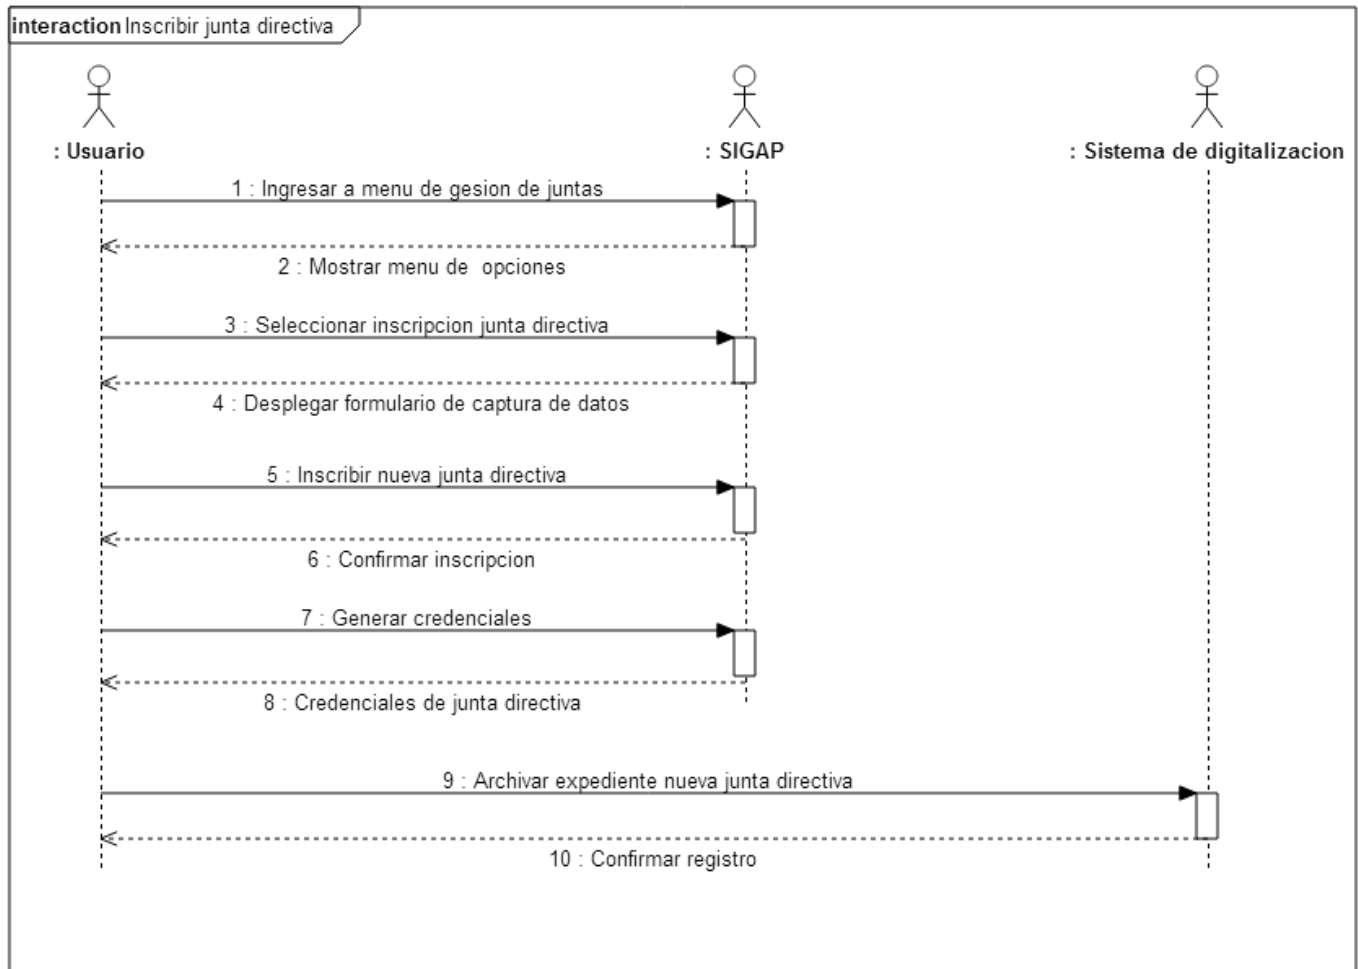 interaction Inscribir junta directiva
: Usuario
: SIGAP
: Sistema de digitalizacion
1 : Ingresar a menu de gesion de juntas
2 : Mostrar menu de  opciones
3 : Seleccionar inscripcion junta directiva
4 : Desplegar formulario de captura de datos
5 : Inscribir nueva junta directiva
6 : Confirmar inscripcion
7 : Generar credenciales
8 : Credenciales de junta directiva
9 : Archivar expediente nueva junta directiva
10 : Confirmar registro